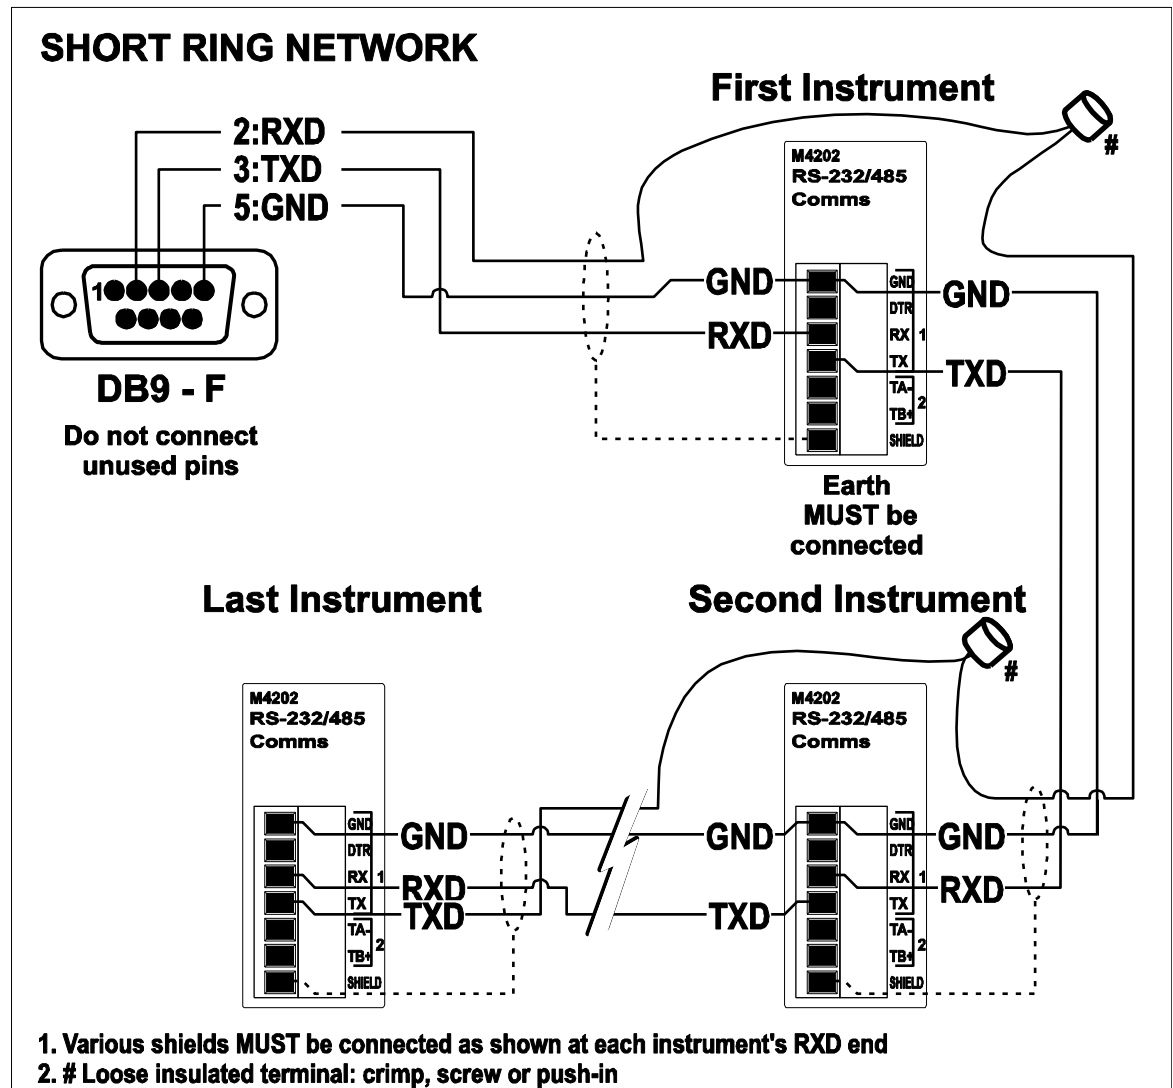 SHORT RING NETWORK
First Instrument
2:RXD
3:TXD
5:GND
#
M4202
RS-232/485
Comms
1
GND
GND
GND
DTR
RXD
RX 1
TX
TXD
TA-
2
TB+
SHIELD
DB9 - F
Do not connect
unused pins
Earth
MUST be
connected
Last Instrument
Second Instrument
#
M4202
RS-232/485
Comms
M4202
RS-232/485
Comms
GND
GND
GND
GND
GND
DTR
DTR
RX 1
RXD
RX 1
RXD
TX
TXD
TXD
TX
TA-
2
TB+
SHIELD
TA-
2
TB+
SHIELD
1. Various shields MUST be connected as shown at each instrument's RXD end
2. # Loose insulated terminal: crimp, screw or push-in